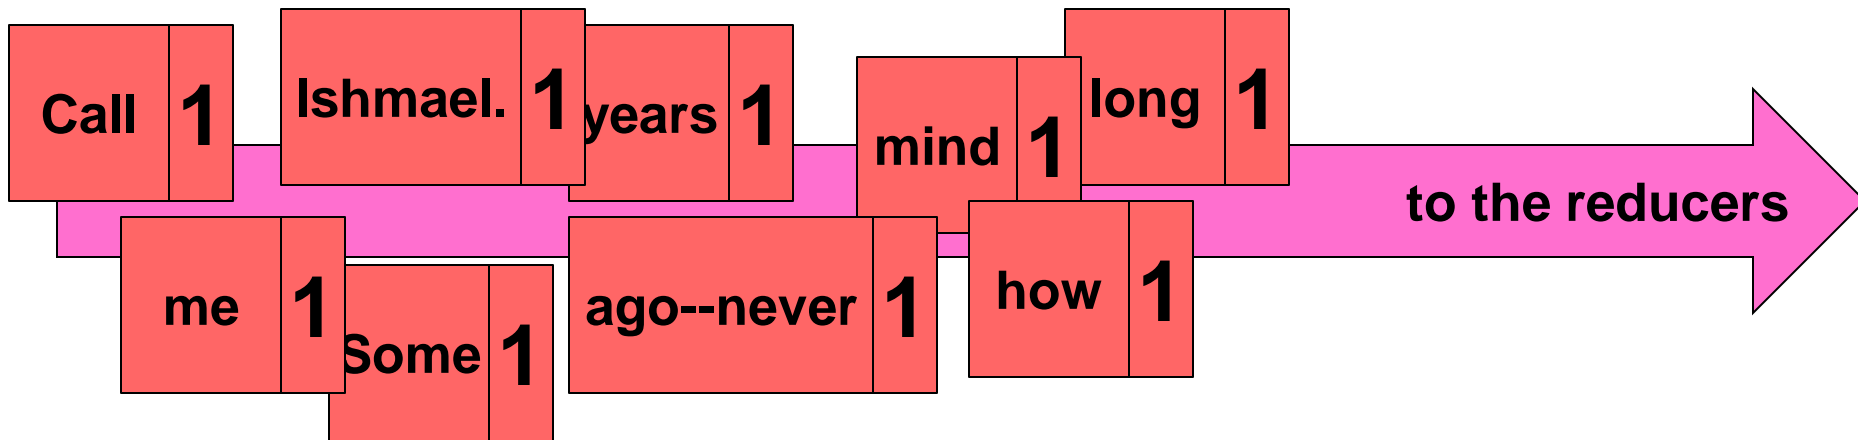 Call 1
Ishmael. 1
years 1
mind 1
long 1
to the reducers
me 1
Some 1
ago--never 1
how 1